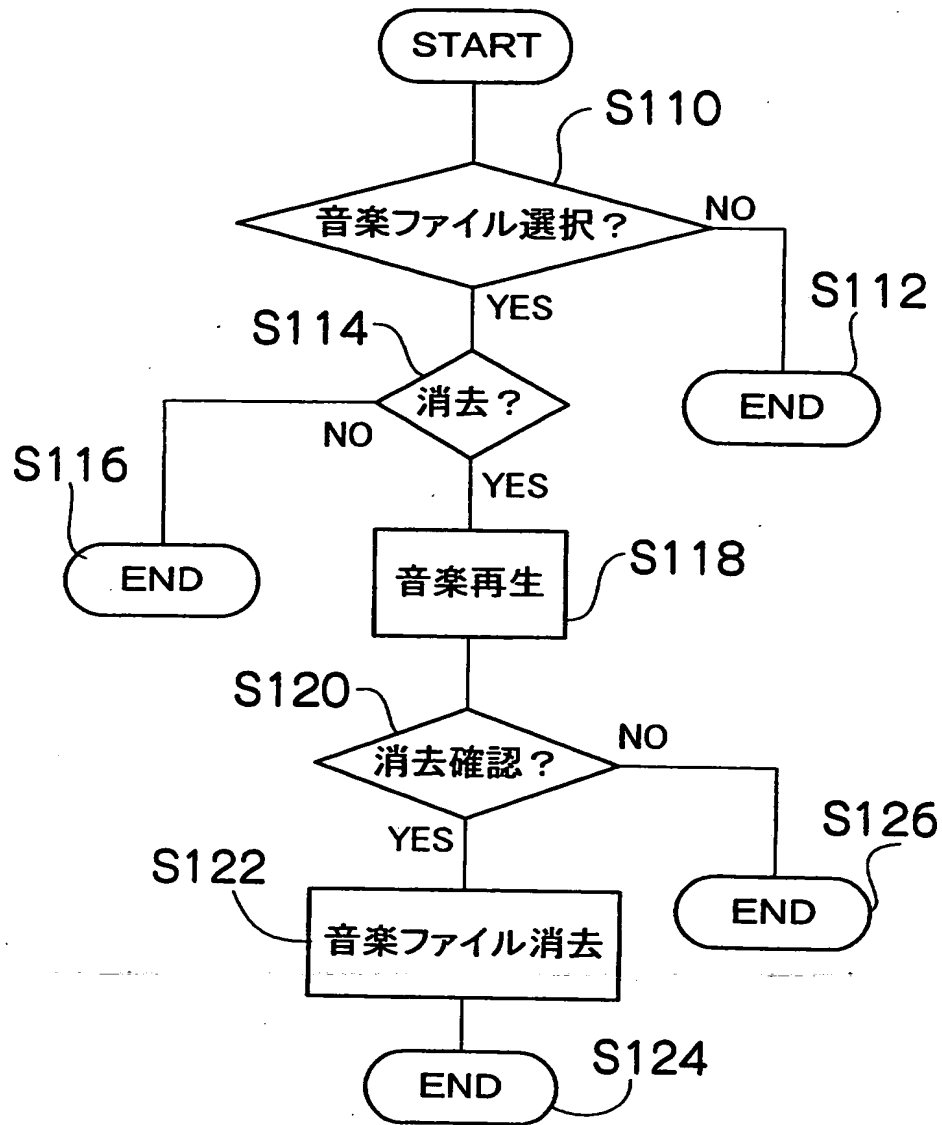 START
S110
音楽ファイル選択？
NO
YES
S112
S114
消去？
END
NO
YES
S116
END
音楽再生
S118
S120
消去確認？
NO
YES
S126
S122
END
音楽ファイル消去
END
S124